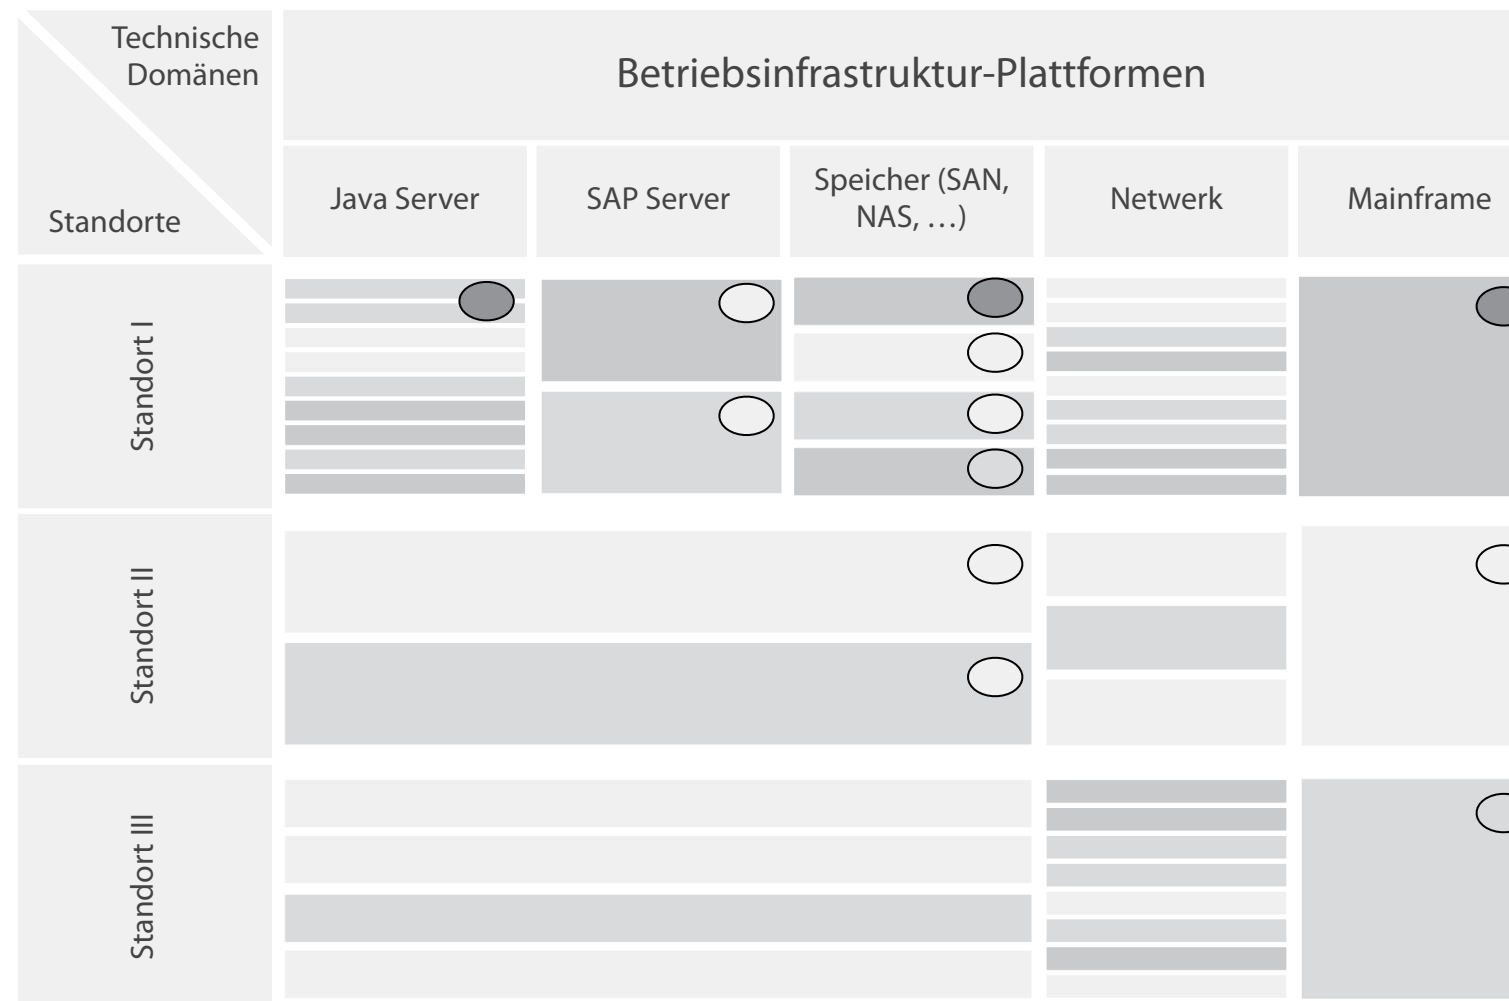 Technische
Domänen
Standorte
Betriebsinfrastruktur-Plattformen
Java Server
SAP Server
Speicher (SAN,
NAS, …)
Netwerk
Mainframe
Standort I
Standort II
Standort III